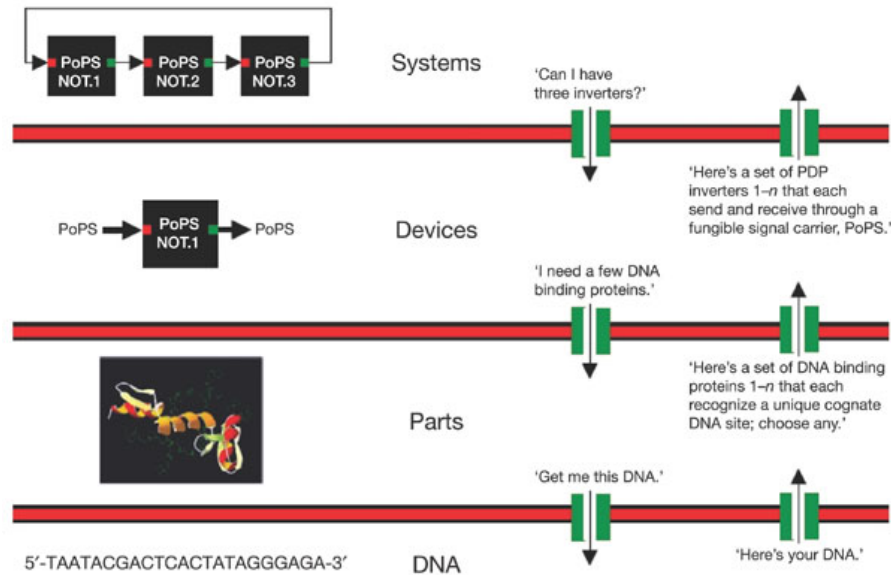 PoPS
NOT.1
PoPS
NOT.2
PoPS
NOT.3
Systems
‘Can I have
three inverters?’
‘Here’s a set of PDP
inverters 1–n that each
send and receive through a
fungible signal carrier, PoPS.’
PoPS
PoPS
NOT.1
PoPS
Devices
‘I need a few DNA
binding proteins.’
‘Here’s a set of DNA binding
proteins 1–n that each
recognize a unique cognate
DNA site; choose any.’
Parts
‘Get me this DNA.’
‘Here’s your DNA.’
5′-TAATACGACTCACTATAGGGAGA-3′
DNA